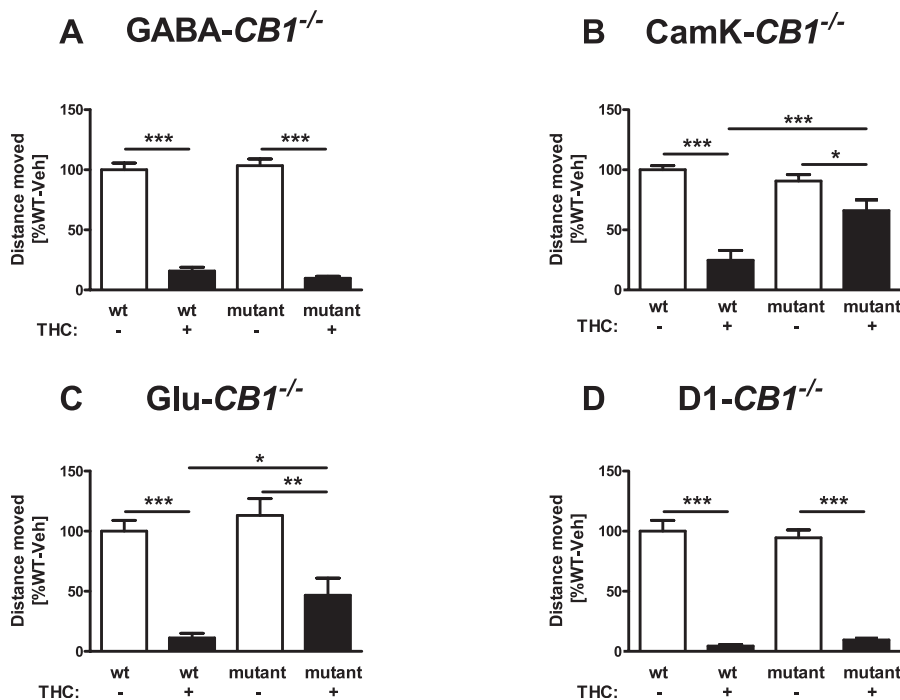 A GABA-CB1-/-
150
100
50
0
Distance moved
[%WT-Veh]
*** ***
wt wt mutant mutant
THC: - + - +
B CamK-CB1-/-
150
100
50
0
Distance moved
[%WT-Veh]
***
*** *
wt wt mutant mutant
THC: - + - +
C Glu-CB1-/-
150
100
50
0
Distance moved
[%WT-Veh]
*
*** **
wt wt mutant mutant
THC: - + - +
D D1-CB1-/-
150
100
50
0
Distance moved
[%WT-Veh]
*** ***
wt wt mutant mutant
THC: - + - +